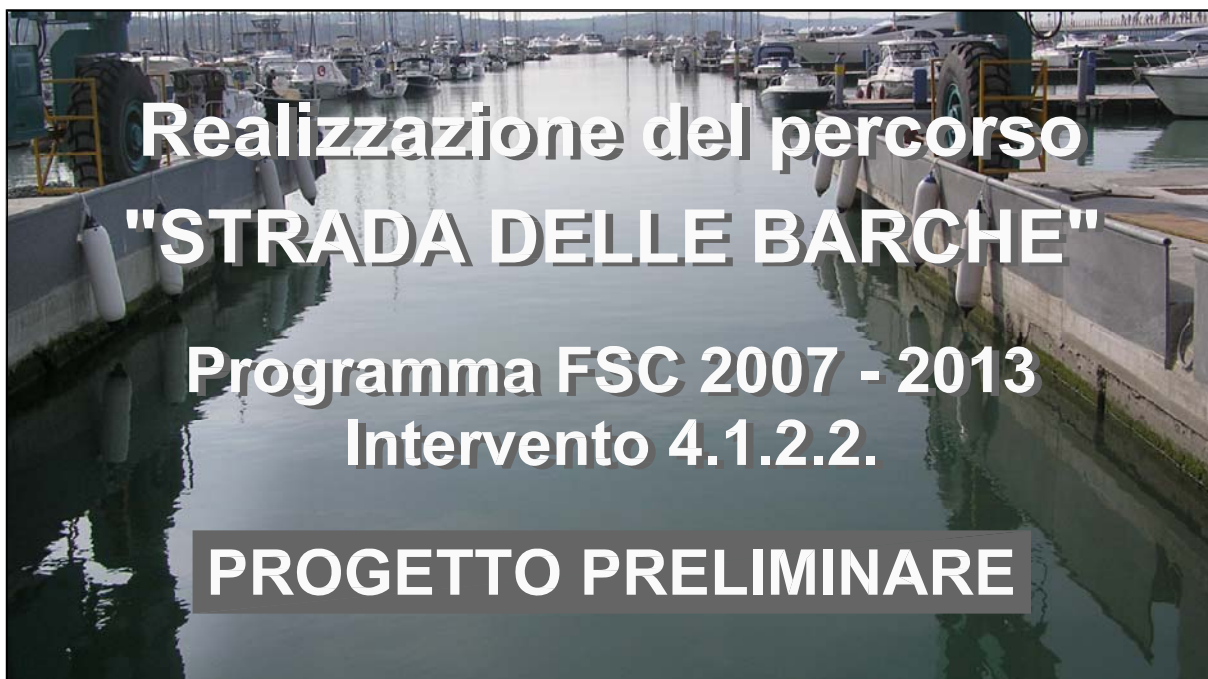 Realizzazione del percorso
"STRADA DELLE BARCHE"
Programma FSC 2007 - 2013
Intervento 4.1.2.2.
PROGETTO PRELIMINARE